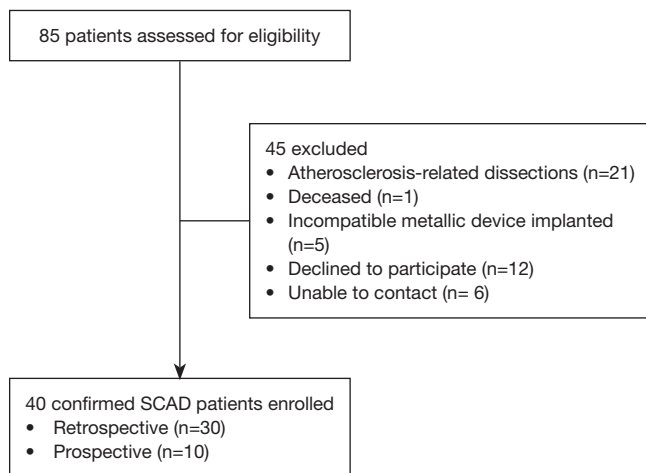 85 patients assessed for eligibility
45 excluded
• Atherosclerosis-related dissections (n=21)
• Deceased (n=1)
• Incompatible metallic device implanted
(n=5)
• Declined to participate (n=12)
• Unable to contact (n= 6)
40 confirmed SCAD patients enrolled
• Retrospective (n=30)
• Prospective (n=10)